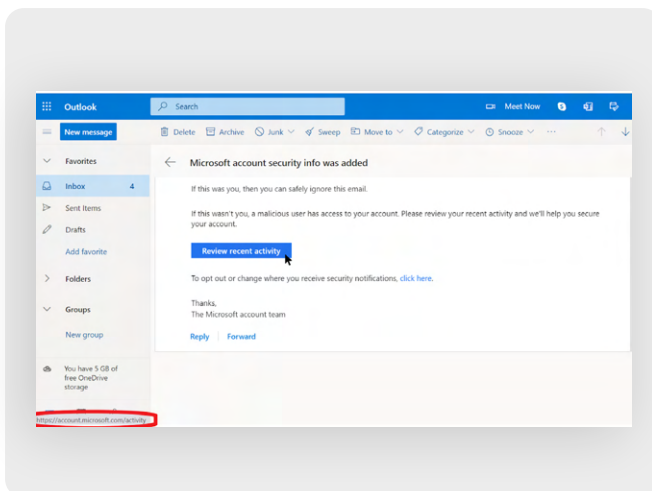 Outlook
Search
Meet Now
New message
Delete
Archive
Junk
Sweep
Move to
Categorize
Snooze
Favorites
Microsoft account security info was added
Inbox 4
If this was you, then you can safely ignore this email.
Sent Items
If this wasn't you, a malicious user has access to your account. Please review your recent activity and we'll help you secure
your account.
Drafts
Add favorite
Review recent activity
Folders
To opt out or change where you receive security notifications, click here.
Groups
Thanks,
The Microsoft account team
New group
Reply
Forward
You have 5 GB of
free OneDrive
storage
https://account.microsoft.com/activity